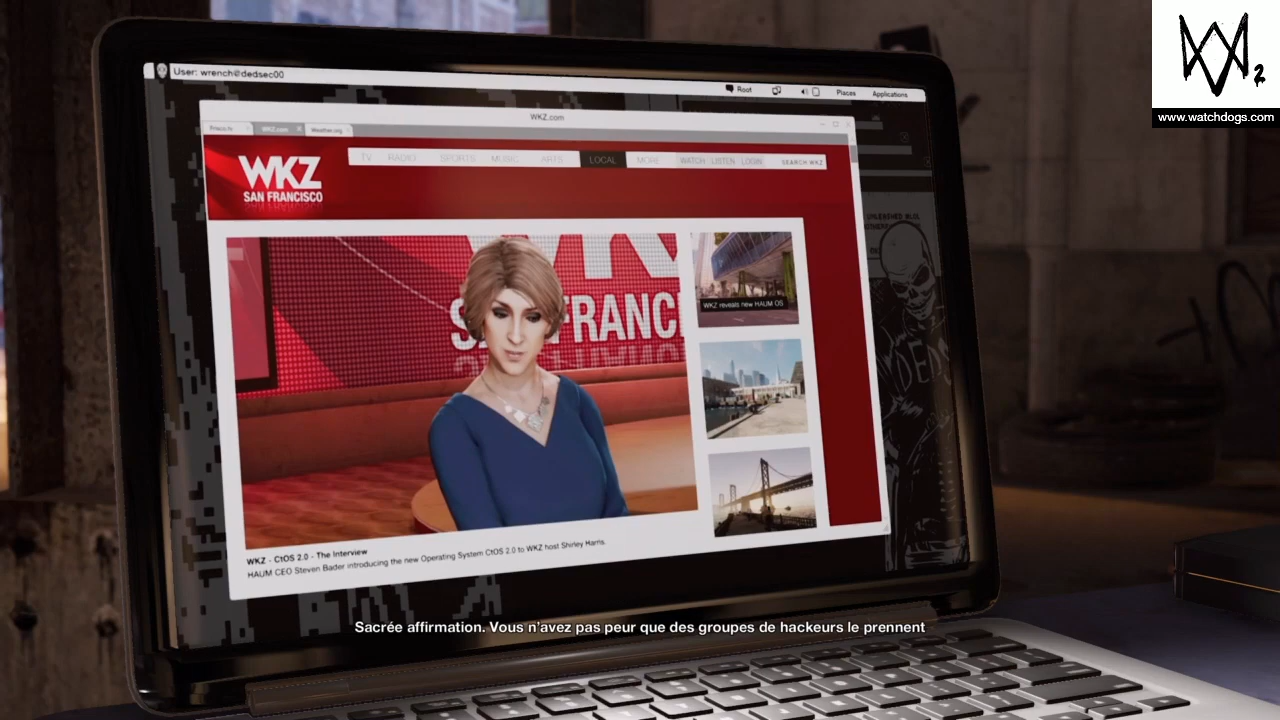 2
www.watchdogs.com
User: wrench@dedsec00
Root
Places
Applications
WKZ.com
WKZ.com
Weather.org
WKZ
SAN FRANCISCO
TV RADIO SPORTS MUSIC ARTS LOCAL MORE WATCH LISTEN LOGIN SEARCH WKZ
WKZ reveals new HAUM OS
WKZ - CtOS 2.0 - The Interview
HAUM CEO Steven Bader introducing the new Operating System CtOS 2.0 to WKZ host Shirley Harris.
Sacrée affirmation. Vous n'avez pas peur que des groupes de hackeurs le prennent